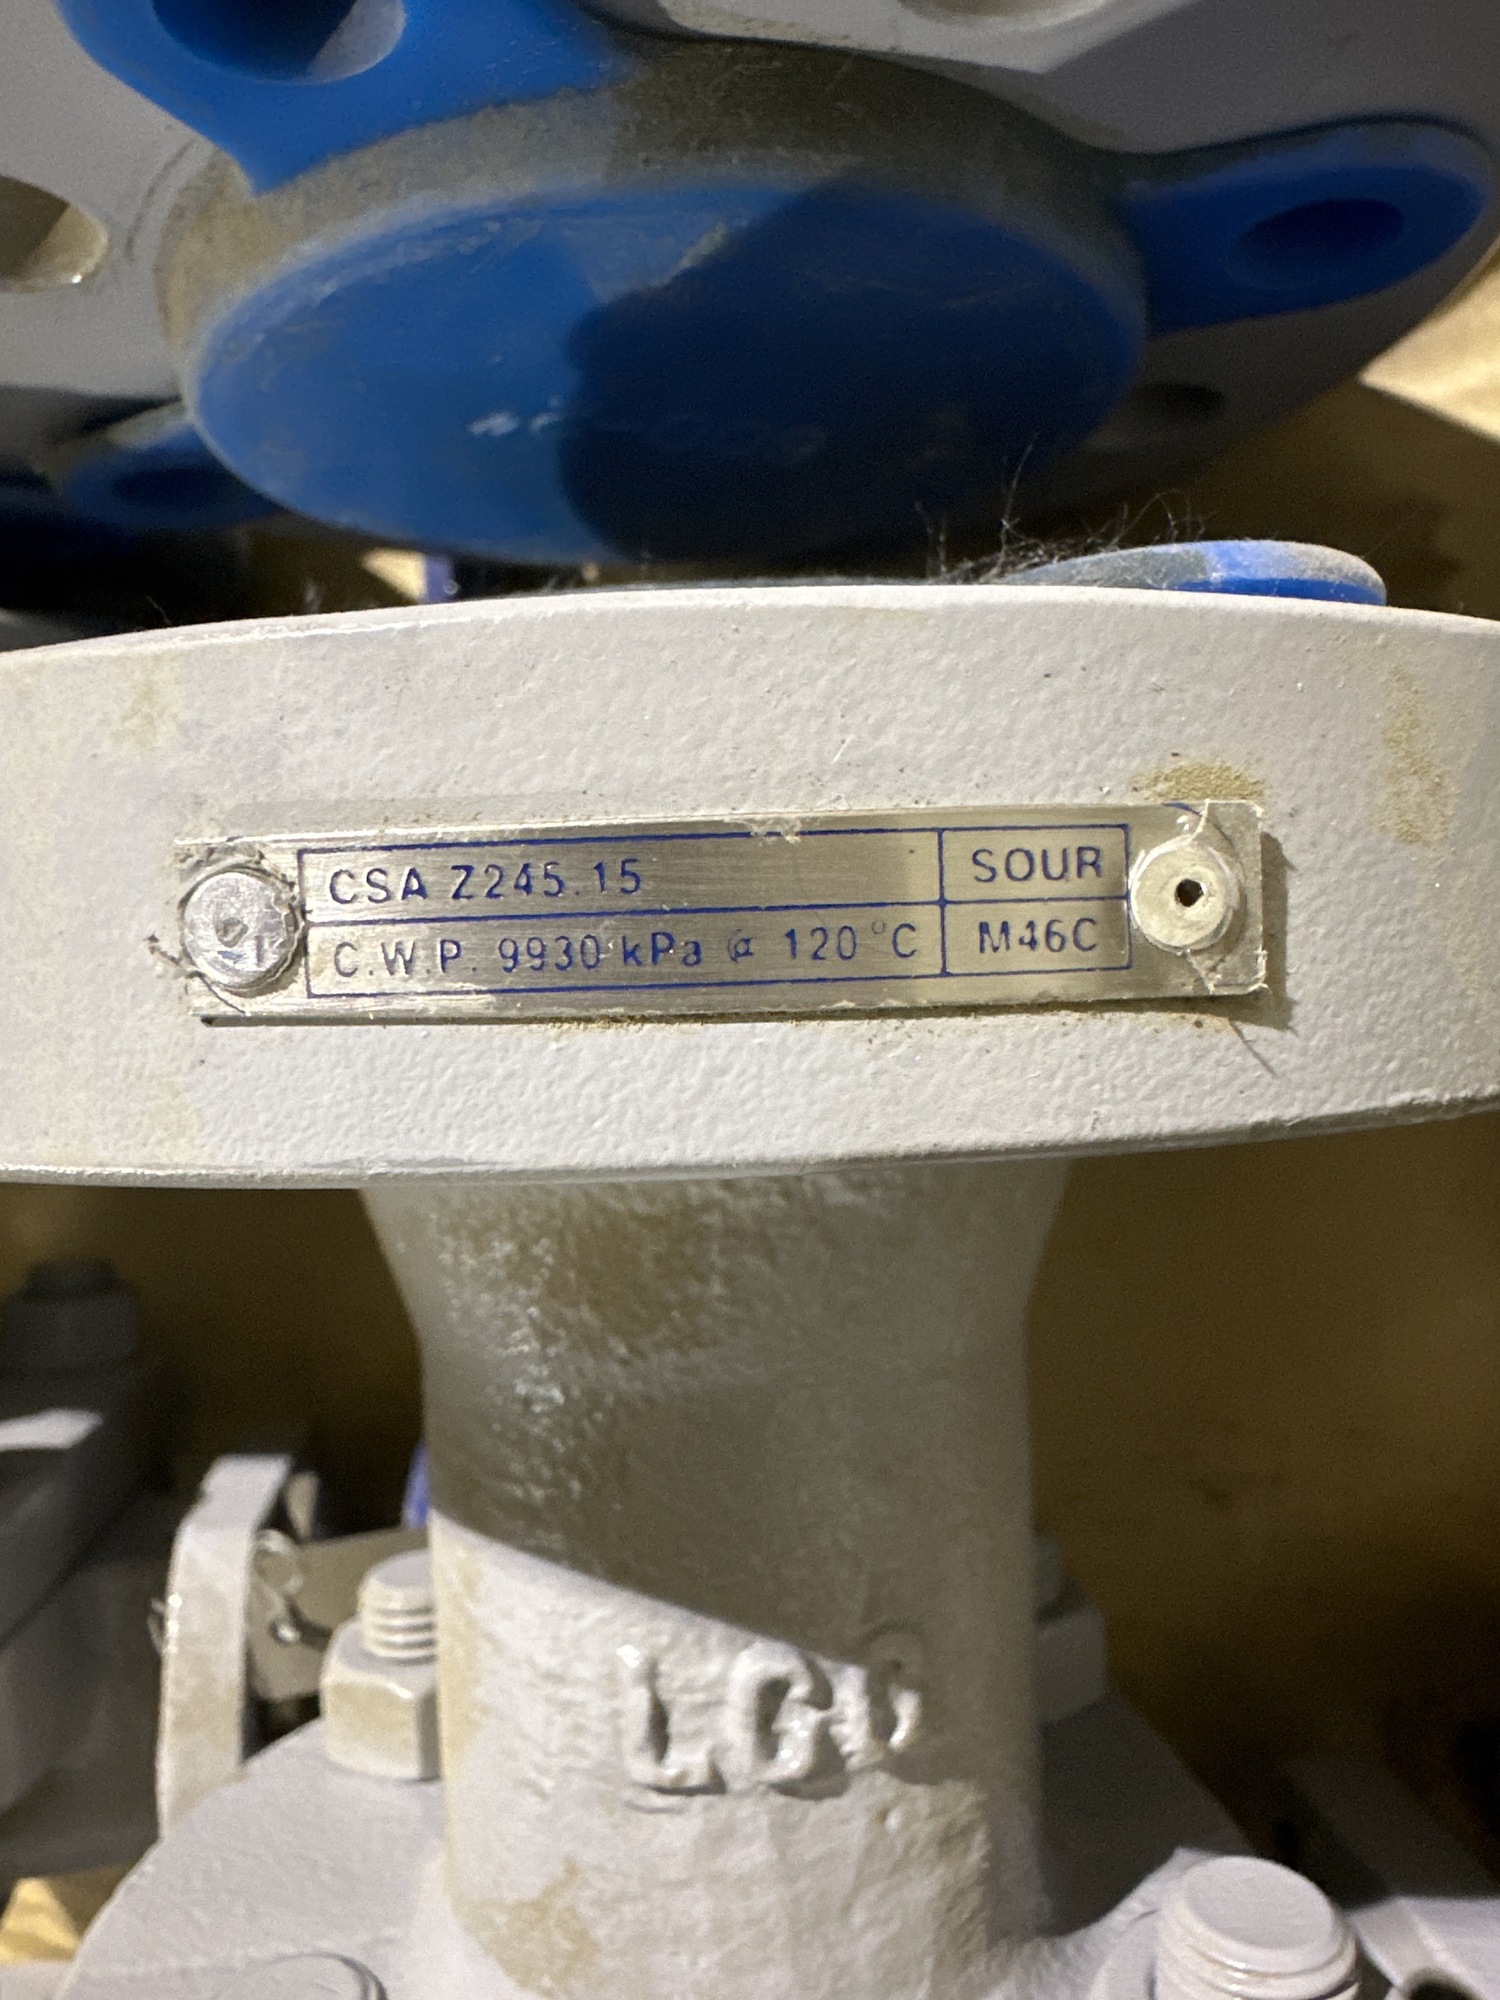 CSA Z245.15
SOUR
C.W.P. 9930 kPa @ 120 °C
M46C
LCC